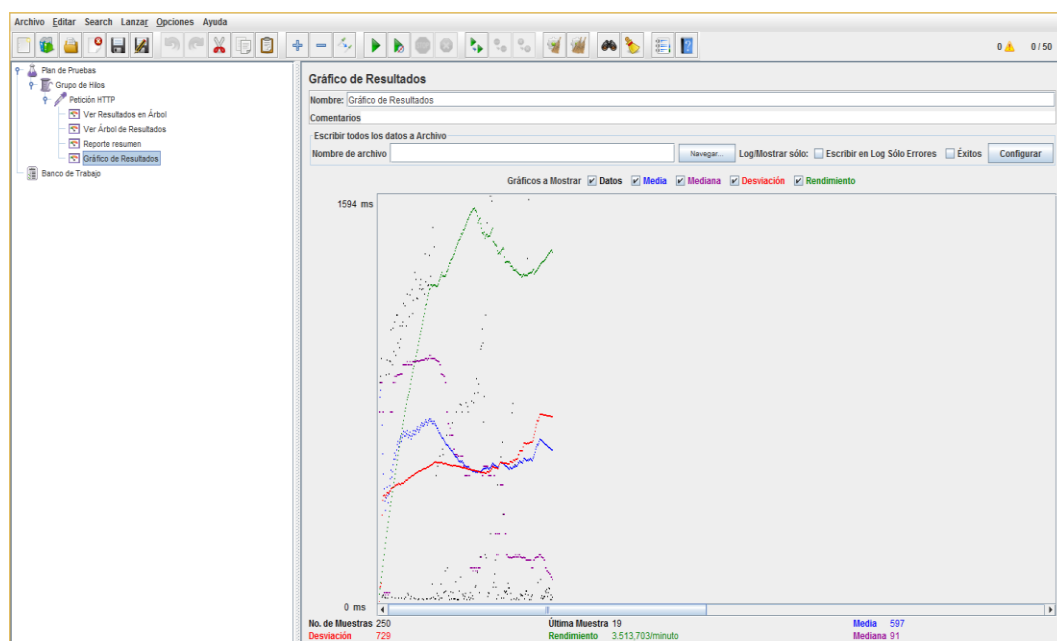 Archivo Editar Search Lanzar Opciones Ayuda
0 0 / 50
Plan de Pruebas
Grupo de Hilos
Petición HTTP
Ver Resultados en Árbol
Ver Árbol de Resultados
Reporte resumen
Gráfico de Resultados
Banco de Trabajo
Gráfico de Resultados
Nombre: Gráfico de Resultados
Comentarios
Escribir todos los datos a Archivo
Nombre de archivo Navegar... Log/Mostrar sólo: Escribir en Log Sólo Errores Éxitos Configurar
Gráficos a Mostrar Datos Media Mediana Desviación Rendimiento
1594 ms
0 ms
No. de Muestras 250 Última Muestra 19 Media 597
Desviación 729 Rendimiento 3.513,703/minuto Mediana 91